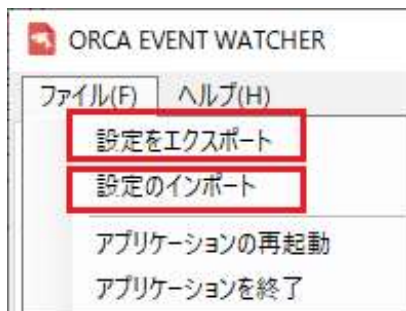 ORCA EVENT WATCHER
ファイル(F) ヘルプ(H)
設定をエクスポート
設定のインポート
アプリケーションの再起動
アプリケーションを終了